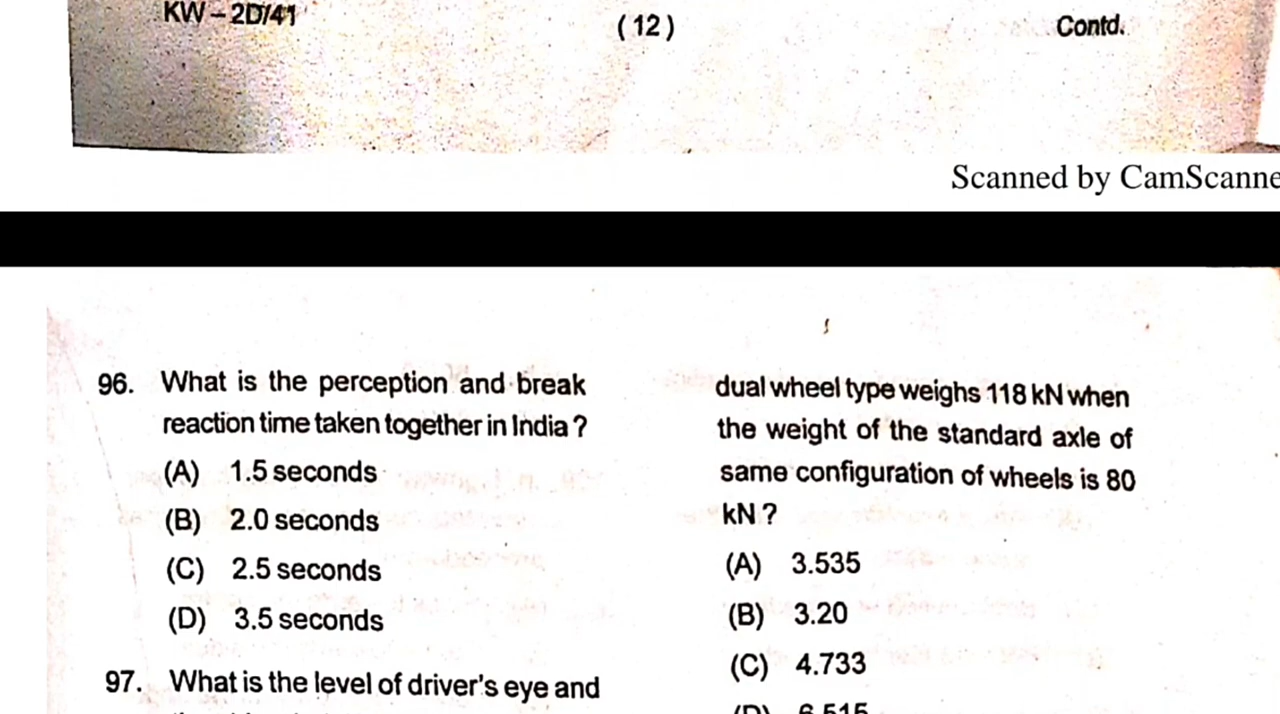 KW – 2D/41
(12)
Contd.
Scanned by CamScanne
96. What is the perception and break
reaction time taken together in India ?
(A) 1.5 seconds
(B) 2.0 seconds
(C) 2.5 seconds
(D) 3.5 seconds
97. What is the level of driver's eye and
dual wheel type weighs 118 kN when
the weight of the standard axle of
same configuration of wheels is 80
kN ?
(A) 3.535
(B) 3.20
(C) 4.733
(D) 6.515